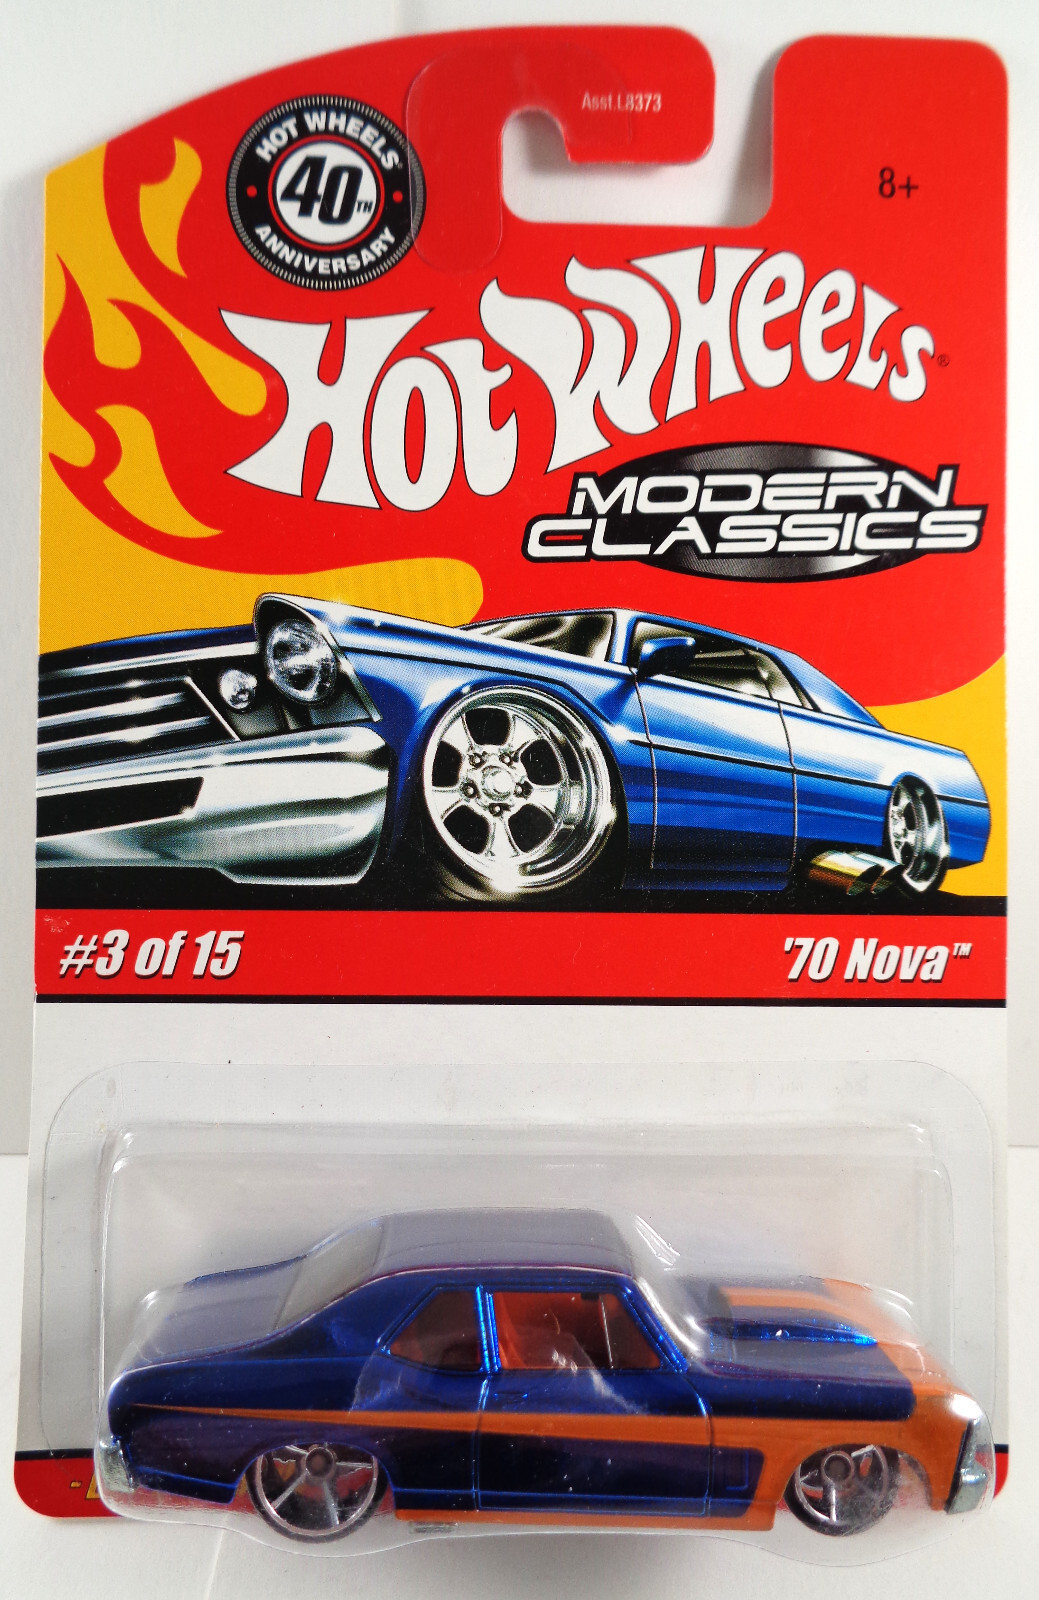 Asst.L8373
8+
HOT WHEELS®
40TH
ANNIVERSARY
Hot Wheels®
MODERN
CLASSICS
#3 of 15
'70 Nova™